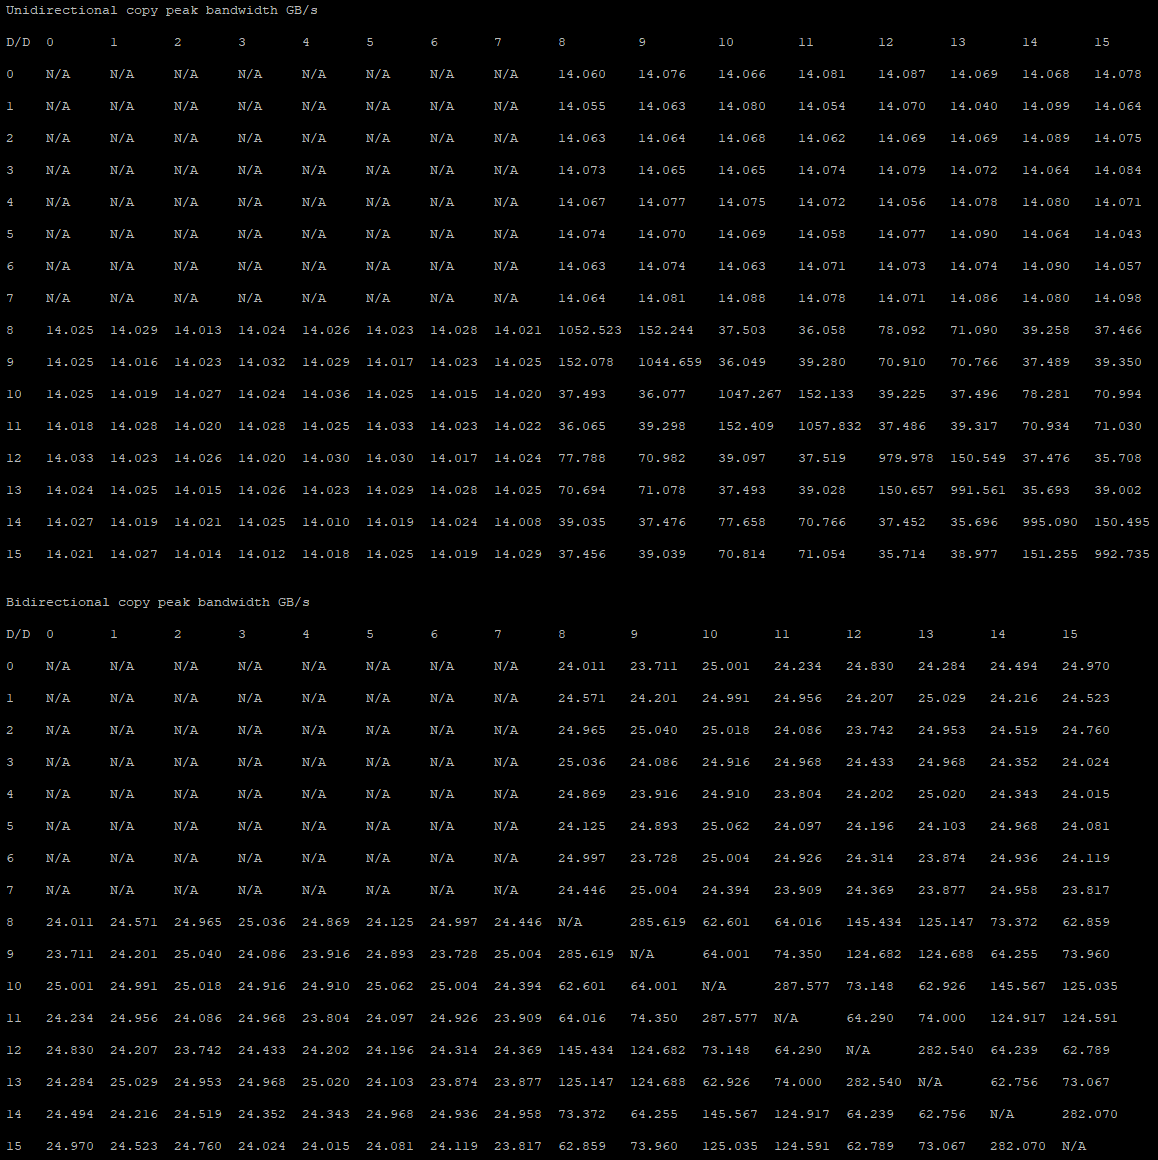 Unidirectional copy peak bandwidth GB/s
D/D 0 1 2 3 4 5 6 7 8 9 10 11 12 13 14 15
0 N/A N/A N/A N/A N/A N/A N/A N/A 14.060 14.076 14.066 14.081 14.087 14.069 14.068 14.078
1 N/A N/A N/A N/A N/A N/A N/A N/A 14.055 14.063 14.080 14.054 14.070 14.040 14.099 14.064
2 N/A N/A N/A N/A N/A N/A N/A N/A 14.063 14.064 14.068 14.062 14.069 14.069 14.089 14.075
3 N/A N/A N/A N/A N/A N/A N/A N/A 14.073 14.065 14.065 14.074 14.079 14.072 14.064 14.084
4 N/A N/A N/A N/A N/A N/A N/A N/A 14.067 14.077 14.075 14.072 14.056 14.078 14.080 14.071
5 N/A N/A N/A N/A N/A N/A N/A N/A 14.074 14.070 14.069 14.058 14.077 14.090 14.064 14.043
6 N/A N/A N/A N/A N/A N/A N/A N/A 14.063 14.074 14.063 14.071 14.073 14.074 14.090 14.057
7 N/A N/A N/A N/A N/A N/A N/A N/A 14.064 14.081 14.088 14.078 14.071 14.086 14.080 14.098
8 14.025 14.029 14.013 14.024 14.026 14.023 14.028 14.021 1052.523 152.244 37.503 36.058 78.092 71.090 39.258 37.466
9 14.025 14.016 14.023 14.032 14.029 14.017 14.023 14.025 152.078 1044.659 36.049 39.280 70.910 70.766 37.489 39.350
10 14.025 14.019 14.027 14.024 14.036 14.025 14.015 14.020 37.493 36.077 1047.267 152.133 39.225 37.496 78.281 70.994
11 14.018 14.028 14.020 14.028 14.025 14.033 14.023 14.022 36.065 39.298 152.409 1057.832 37.486 39.317 70.934 71.030
12 14.033 14.023 14.026 14.020 14.030 14.030 14.017 14.024 77.788 70.982 39.097 37.519 979.978 150.549 37.476 35.708
13 14.024 14.025 14.015 14.026 14.023 14.029 14.028 14.025 70.694 71.078 37.493 39.028 150.657 991.561 35.693 39.002
14 14.027 14.019 14.021 14.025 14.010 14.019 14.024 14.008 39.035 37.476 77.658 70.766 37.452 35.696 995.090 150.495
15 14.021 14.027 14.014 14.012 14.018 14.025 14.019 14.029 37.456 39.039 70.814 71.054 35.714 38.977 151.255 992.735
Bidirectional copy peak bandwidth GB/s
D/D 0 1 2 3 4 5 6 7 8 9 10 11 12 13 14 15
0 N/A N/A N/A N/A N/A N/A N/A N/A 24.011 23.711 25.001 24.234 24.830 24.284 24.494 24.970
1 N/A N/A N/A N/A N/A N/A N/A N/A 24.571 24.201 24.991 24.956 24.207 25.029 24.216 24.523
2 N/A N/A N/A N/A N/A N/A N/A N/A 24.965 25.040 25.018 24.086 23.742 24.953 24.519 24.760
3 N/A N/A N/A N/A N/A N/A N/A N/A 25.036 24.086 24.916 24.968 24.433 24.968 24.352 24.024
4 N/A N/A N/A N/A N/A N/A N/A N/A 24.869 23.916 24.910 23.804 24.202 25.020 24.343 24.015
5 N/A N/A N/A N/A N/A N/A N/A N/A 24.125 24.893 25.062 24.097 24.196 24.103 24.968 24.081
6 N/A N/A N/A N/A N/A N/A N/A N/A 24.997 23.728 25.004 24.926 24.314 23.874 24.936 24.119
7 N/A N/A N/A N/A N/A N/A N/A N/A 24.446 25.004 24.394 23.909 24.369 23.877 24.958 23.817
8 24.011 24.571 24.965 25.036 24.869 24.125 24.997 24.446 N/A 285.619 62.601 64.016 145.434 125.147 73.372 62.859
9 23.711 24.201 25.040 24.086 23.916 24.893 23.728 25.004 285.619 N/A 64.001 74.350 124.682 124.688 64.255 73.960
10 25.001 24.991 25.018 24.916 24.910 25.062 25.004 24.394 62.601 64.001 N/A 287.577 73.148 62.926 145.567 125.035
11 24.234 24.956 24.086 24.968 23.804 24.097 24.926 23.909 64.016 74.350 287.577 N/A 64.290 74.000 124.917 124.591
12 24.830 24.207 23.742 24.433 24.202 24.196 24.314 24.369 145.434 124.682 73.148 64.290 N/A 282.540 64.239 62.789
13 24.284 25.029 24.953 24.968 25.020 24.103 23.874 23.877 125.147 124.688 62.926 74.000 282.540 N/A 62.756 73.067
14 24.494 24.216 24.519 24.352 24.343 24.968 24.936 24.958 73.372 64.255 145.567 124.917 64.239 62.756 N/A 282.070
15 24.970 24.523 24.760 24.024 24.015 24.081 24.119 23.817 62.859 73.960 125.035 124.591 62.789 73.067 282.070 N/A